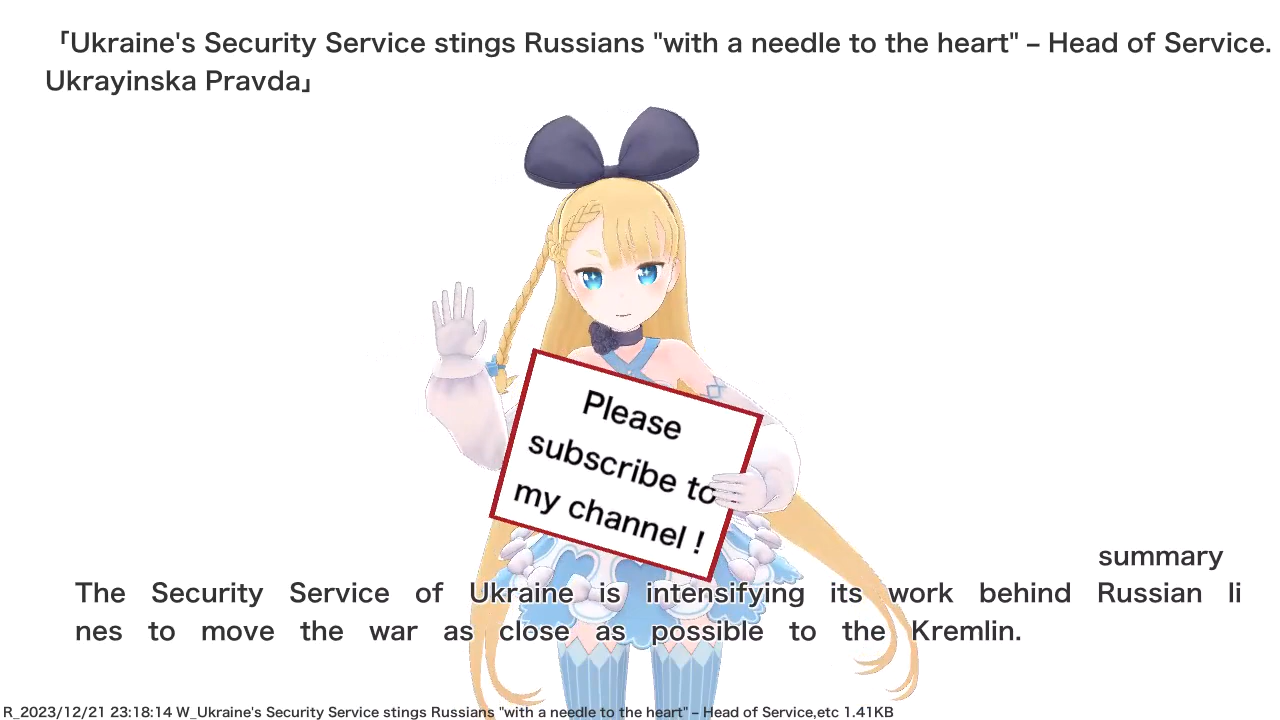 「Ukraine's Security Service stings Russians "with a needle to the heart" – Head of Service.
Ukrayinska Pravda」
Please
subscribe to
my channel !
summary
The Security Service of Ukraine is intensifying its work behind Russian li
nes to move the war as close as possible to the Kremlin.
R_2023/12/21 23:18:14 W_Ukraine's Security Service stings Russians "with a needle to the heart" – Head of Service,etc 1.41KB